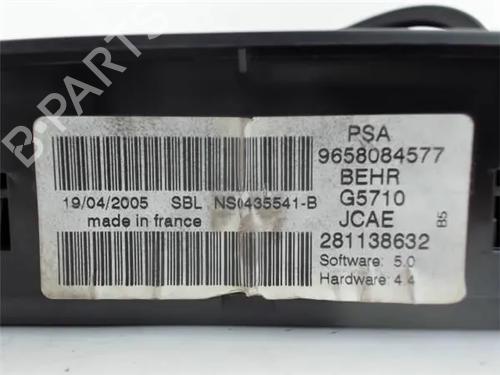 PSA
9658084577
BEHR
G5710
JCAE
281138632
B5
Software: 5.0
Hardware: 4.4
19/04/2005 SBL NS0435541-B
made in france
B-PARTS